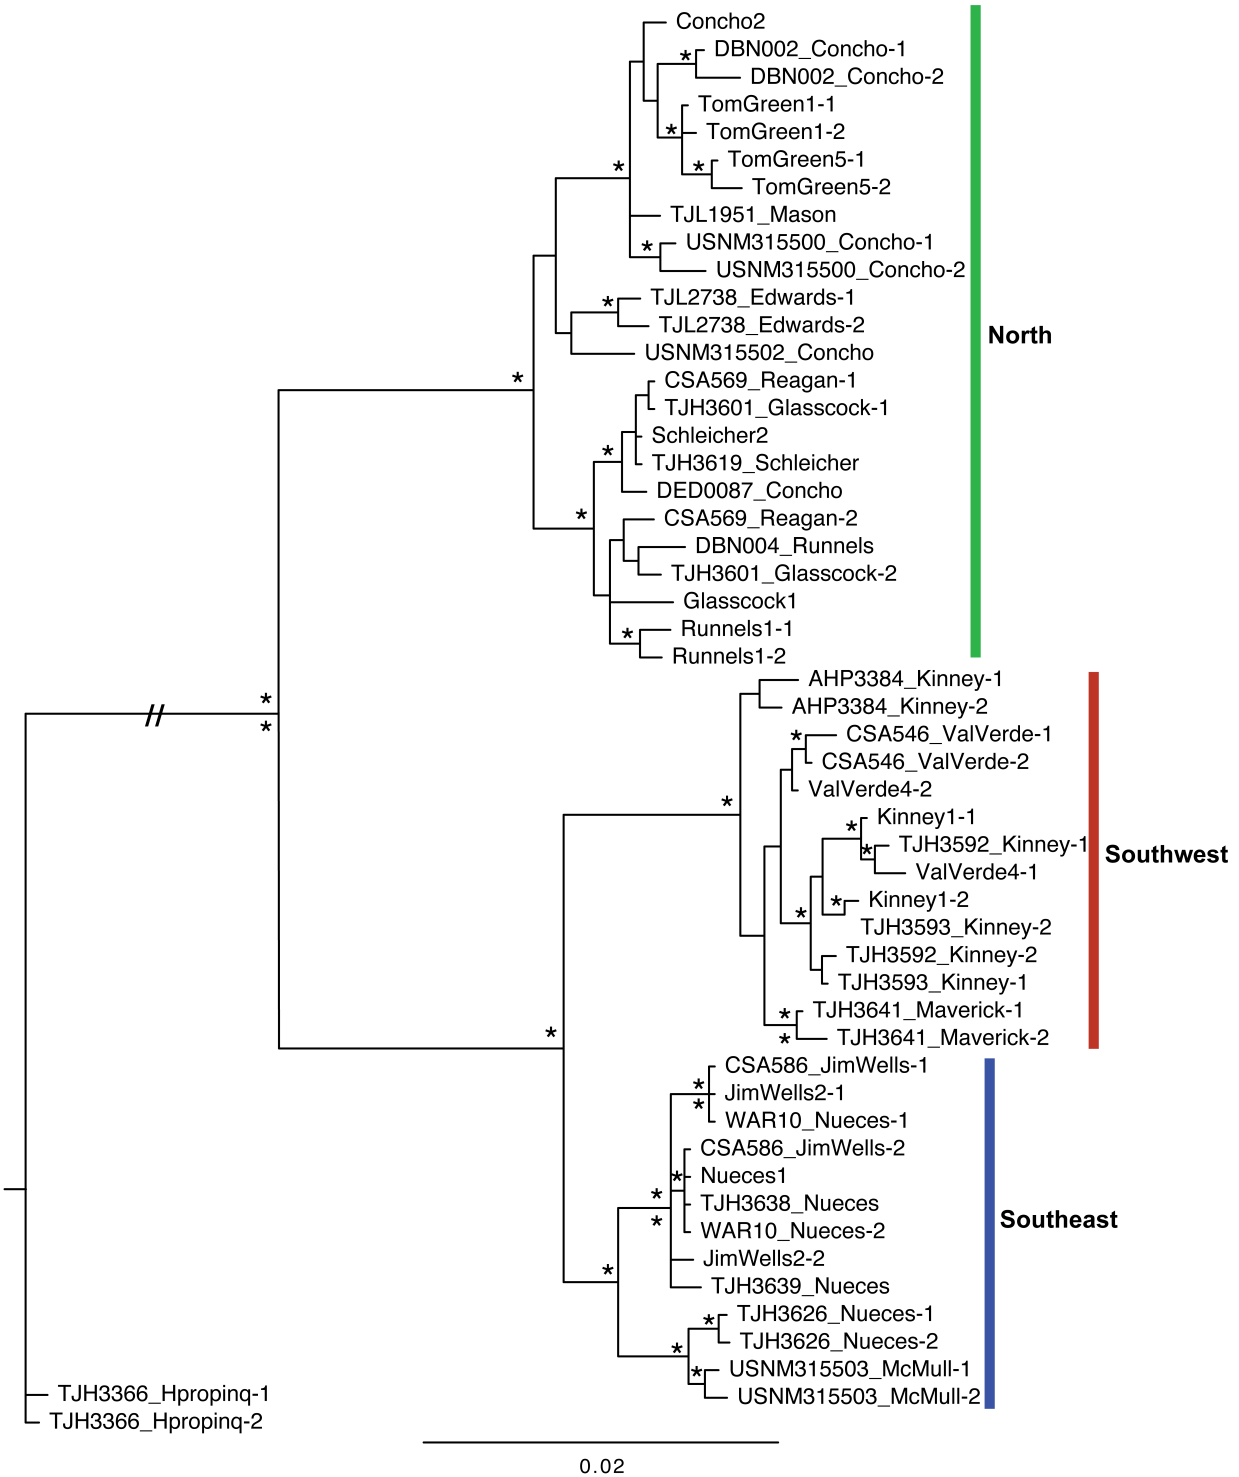 Concho2
DBN002_Concho-1
DBN002_Concho-2
TomGreen1-1
TomGreen1-2
TomGreen5-1
TomGreen5-2
TJL1951_Mason
USNM315500_Concho-1
USNM315500_Concho-2
TJL2738_Edwards-1
TJL2738_Edwards-2
North
USNM315502_Concho
CSA569_Reagan-1
TJH3601_Glasscock-1
Schleicher2
TJH3619_Schleicher
DED0087_Concho
CSA569_Reagan-2
DBN004_Runnels
TJH3601_Glasscock-2
Glasscock1
Runnels1-1
Runnels1-2
AHP3384_Kinney-1
AHP3384_Kinney-2
CSA546_ValVerde-1
CSA546_ValVerde-2
ValVerde4-2
Kinney1-1
TJH3592_Kinney-1
Southwest
ValVerde4-1
Kinney1-2
TJH3593_Kinney-2
TJH3592_Kinney-2
TJH3593_Kinney-1
TJH3641_Maverick-1
TJH3641_Maverick-2
CSA586_JimWells-1
JimWells2-1
WAR10_Nueces-1
CSA586_JimWells-2
Nueces1
TJH3638_Nueces
Southeast
WAR10_Nueces-2
JimWells2-2
TJH3639_Nueces
TJH3626_Nueces-1
TJH3626_Nueces-2
USNM315503_McMull-1
USNM315503_McMull-2
TJH3366_Hpropinq-1
TJH3366_Hpropinq-2
0.02